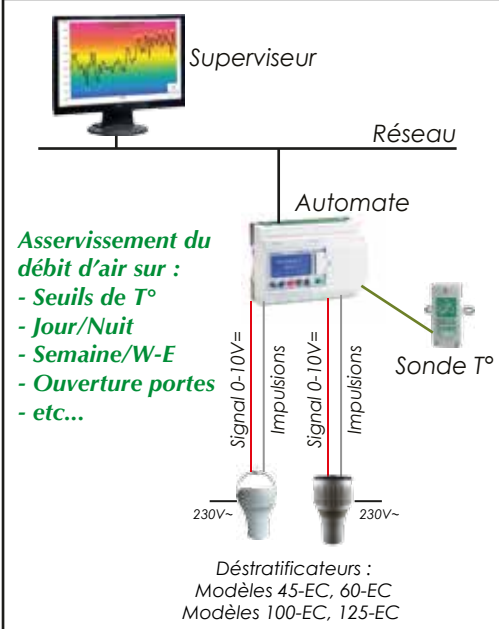 Superviseur
Réseau
Automate
Asservissement du
débit d'air sur :
- Seuils de T°
- Jour/Nuit
- Semaine/W-E
- Ouverture portes
- etc...
Sonde T°
Signal 0-10V=
Impulsions
Signal 0-10V=
Impulsions
230V~
230V~
Déstratificateurs :
Modèles 45-EC, 60-EC
Modèles 100-EC, 125-EC